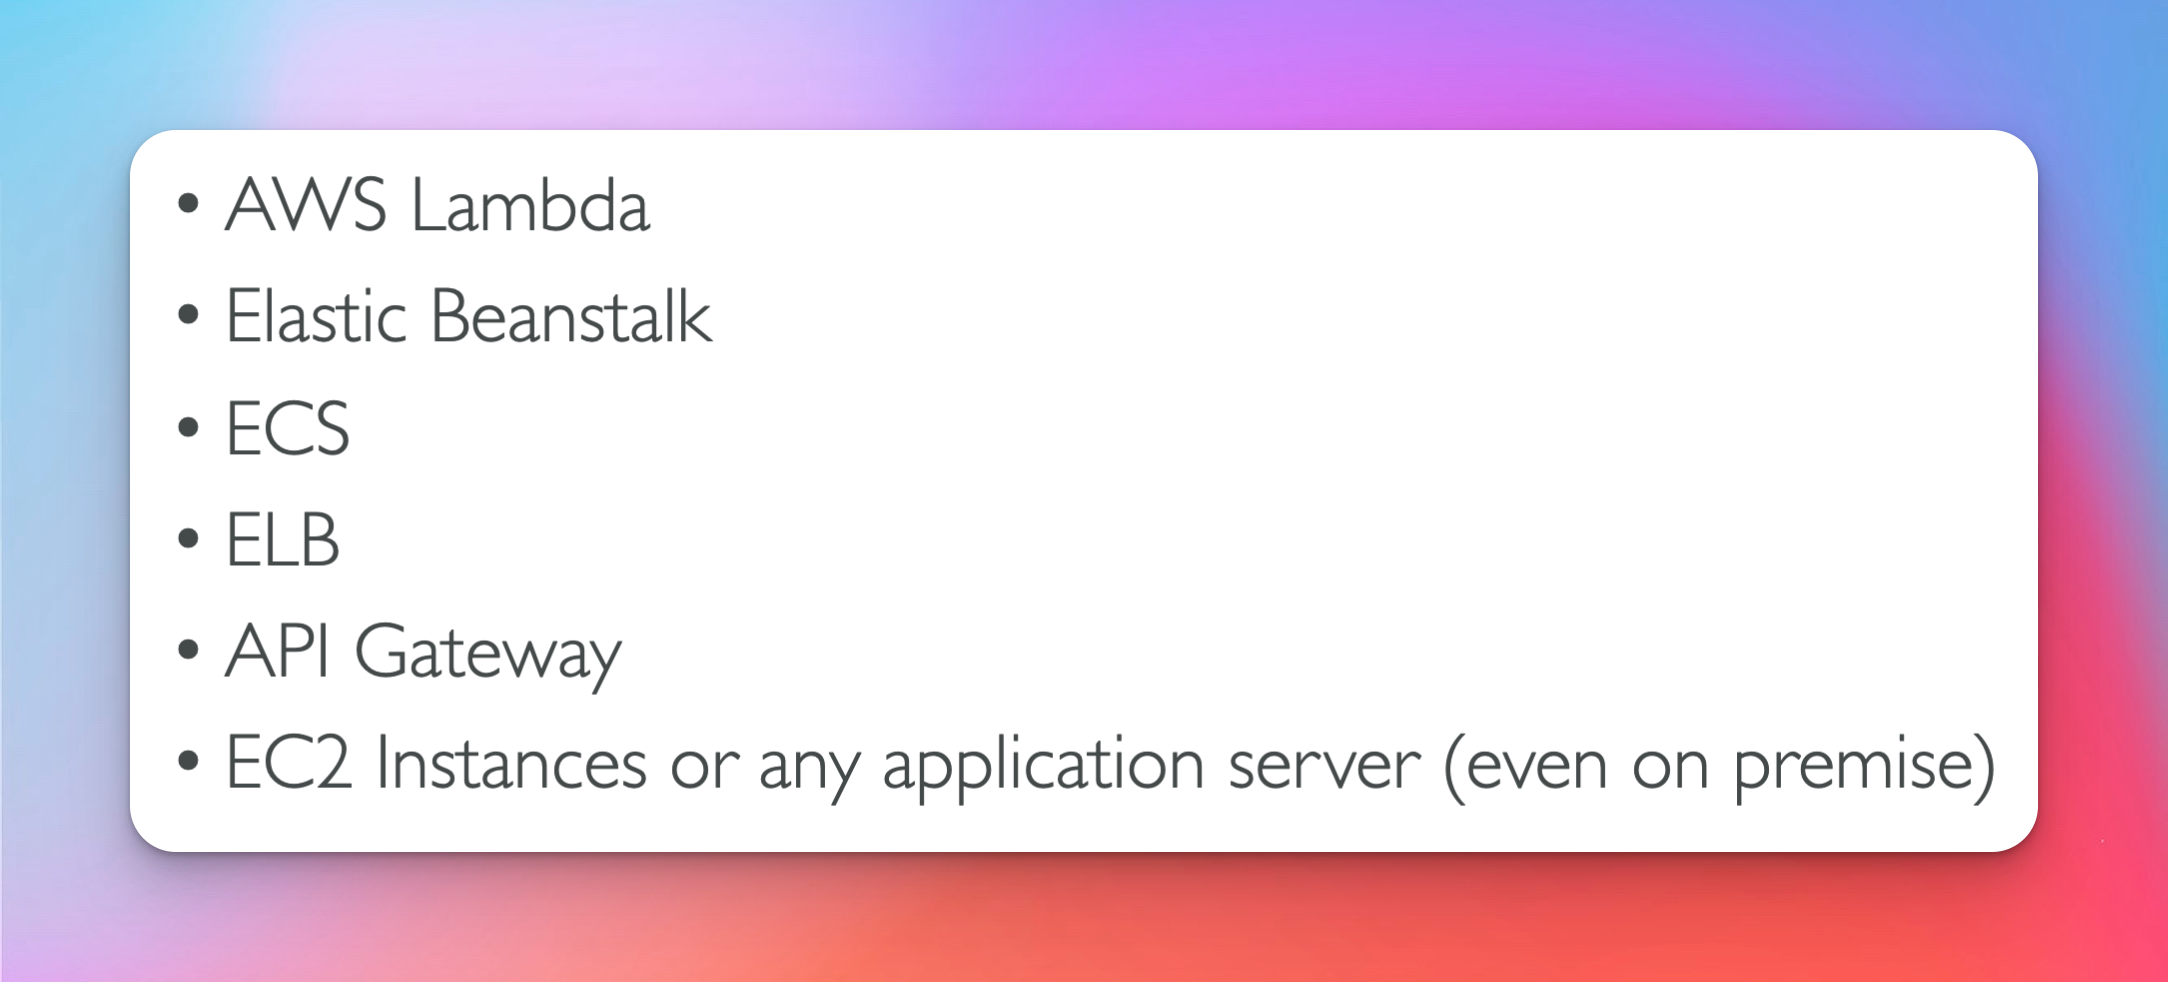 • AWS Lambda
• Elastic Beanstalk
• ECS
• ELB
• API Gateway
• EC2 Instances or any application server (even on premise)